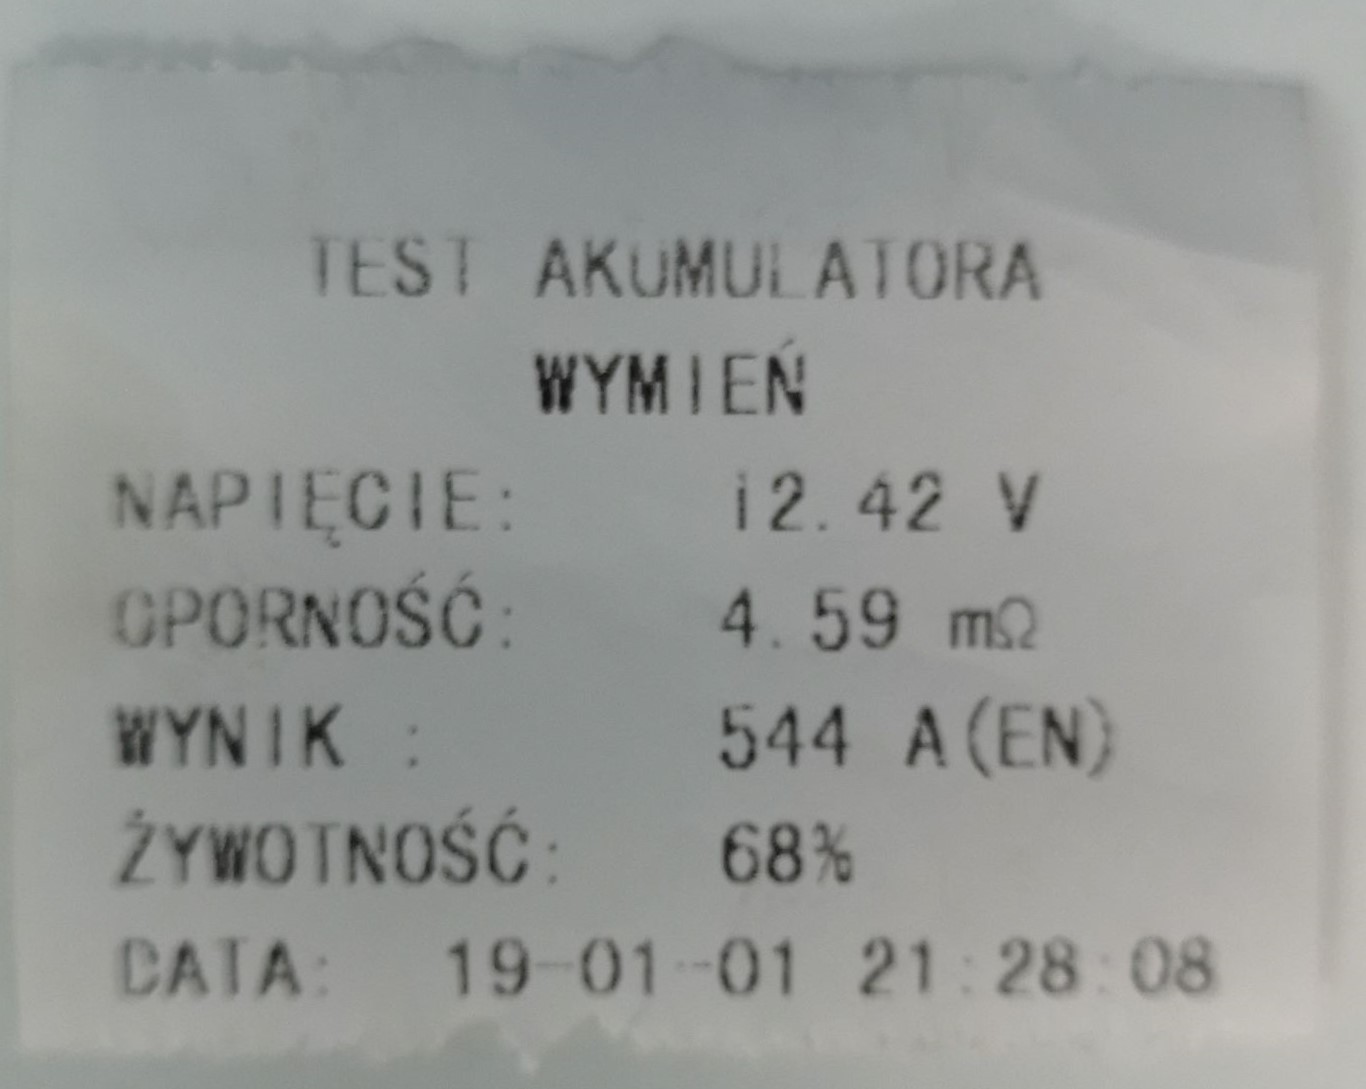 TEST AKUMULATORA
WYMIEŃ
NAPIĘCIE: 12.42 V
OPORNOŚĆ: 4.59 mΩ
WYNIK : 544 A(EN)
ŻYWOTNOŚĆ: 68%
DATA: 19-01-01 21:28:08